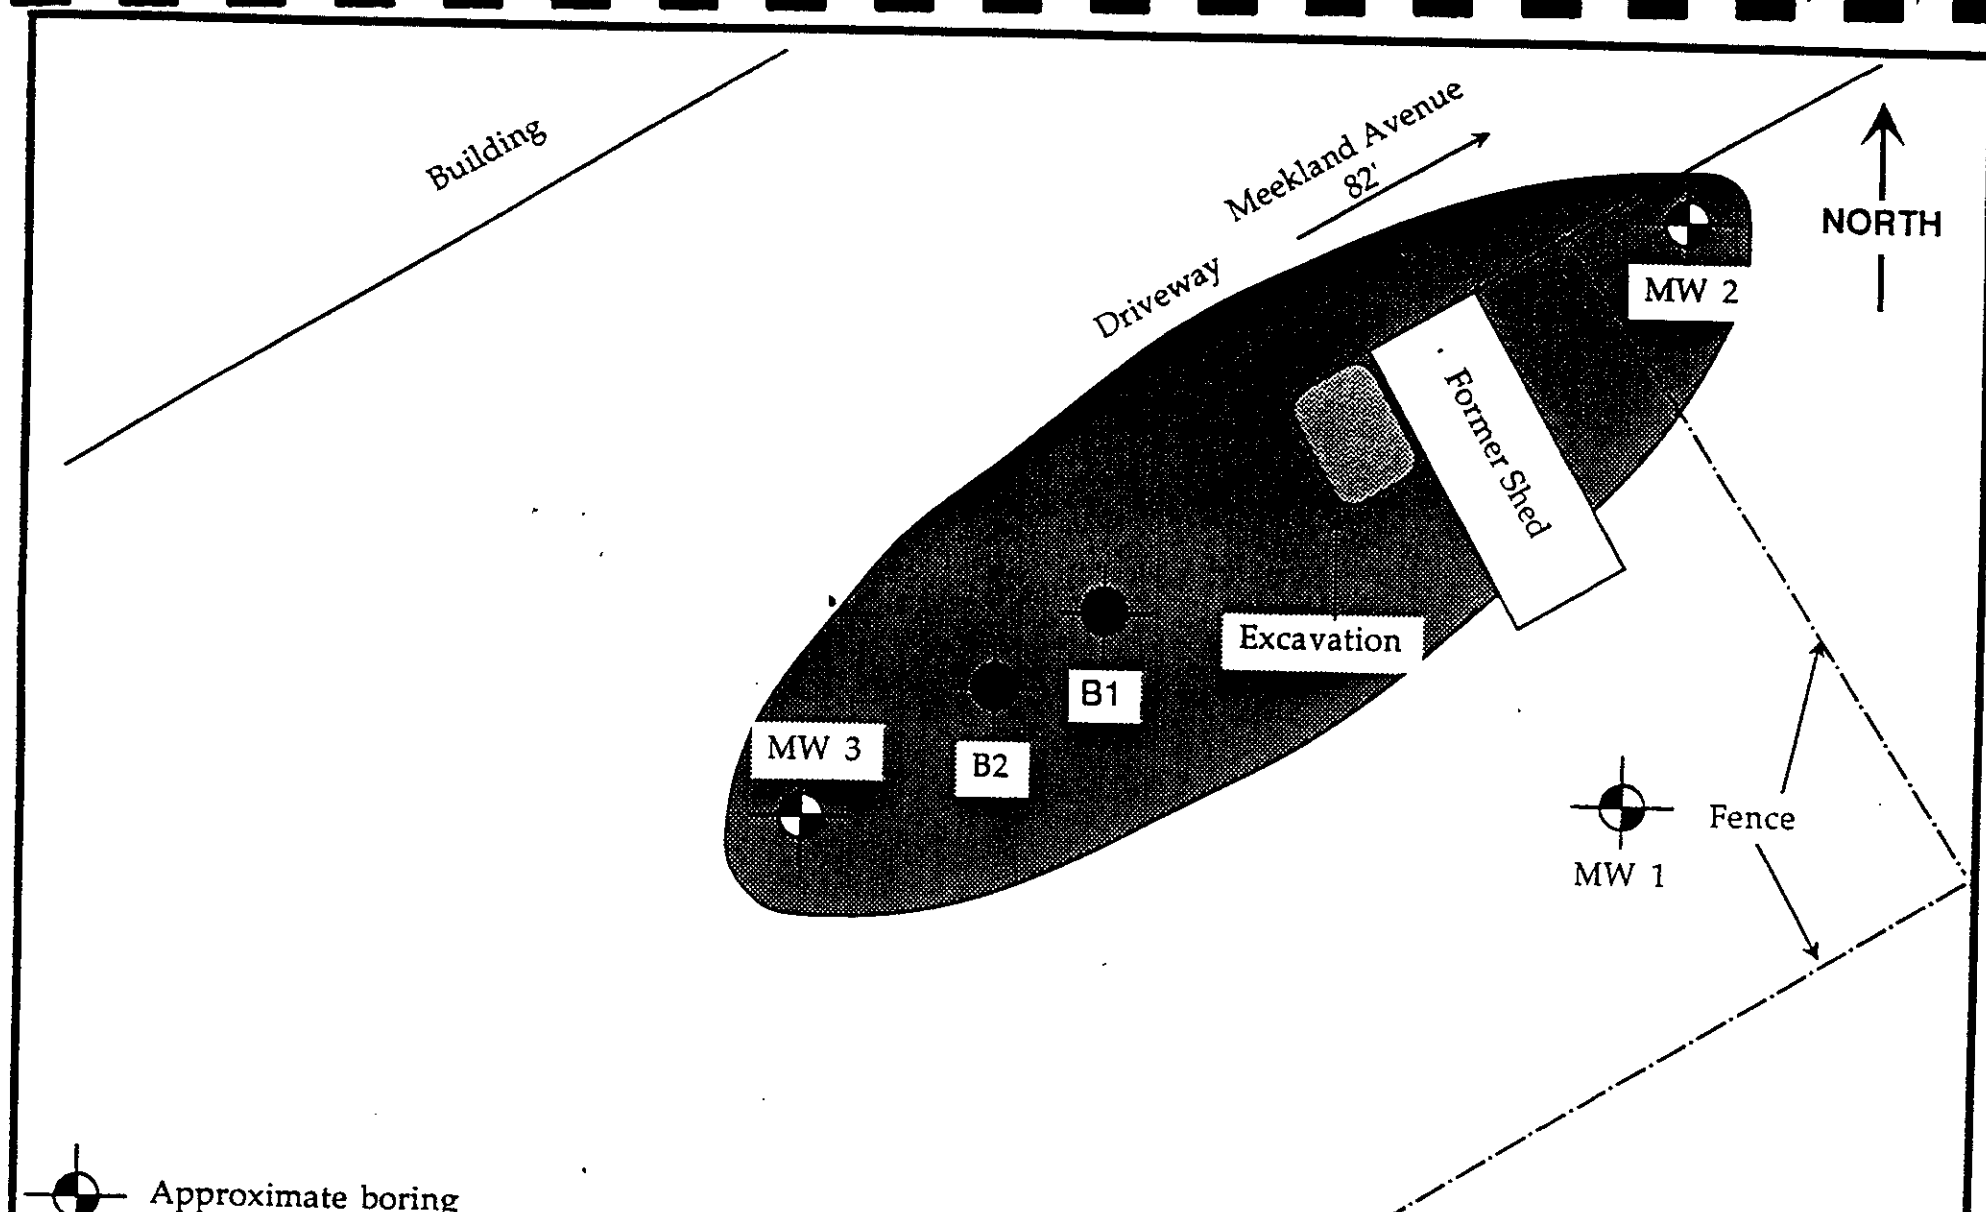 Building
Meekland Avenue
82'
NORTH
Driveway
MW 2
Former Shed
Excavation
B1
MW 3
B2
Fence
MW 1
Approximate boring